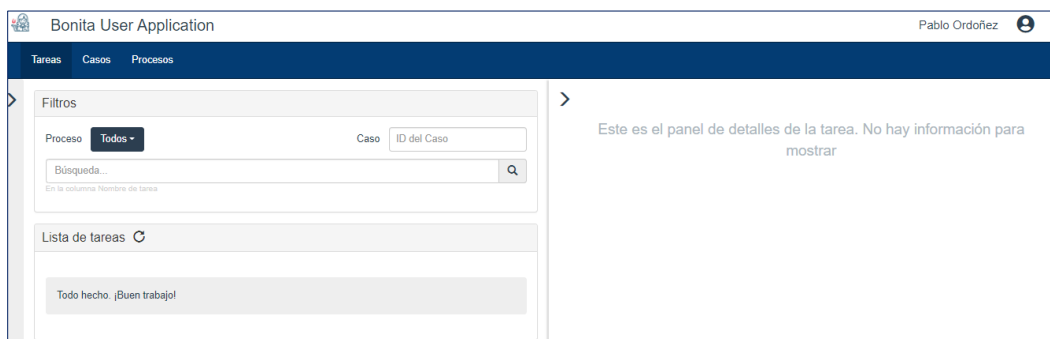 Bonita User Application
Pablo Ordoñez
Tareas Casos Procesos
Filtros
Proceso Todos Caso ID del Caso
Búsqueda...
En la columna Nombre de tarea
Lista de tareas
Todo hecho. ¡Buen trabajo!
Este es el panel de detalles de la tarea. No hay información para
mostrar